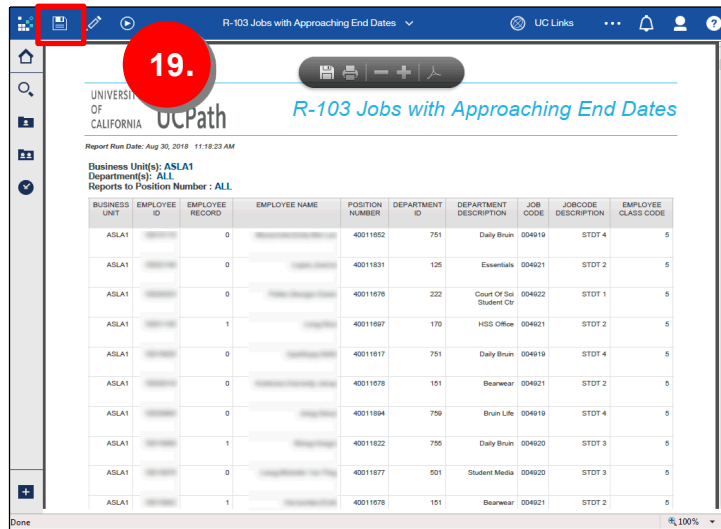 R-103 Jobs with Approaching End Dates
UC Links
19.
UNIVERSI
OF
CALIFORNIA
UCPath
R-103 Jobs with Approaching End Dates
Report Run Date: Aug 30, 2018 11:18:23 AM
Business Unit(s): ASLA1
Department(s): ALL
Reports to Position Number : ALL
BUSINESS UNIT EMPLOYEE ID EMPLOYEE RECORD EMPLOYEE NAME POSITION NUMBER DEPARTMENT ID DEPARTMENT DESCRIPTION JOB CODE JOBCODE DESCRIPTION EMPLOYEE CLASS CODE
ASLA1 0 40011652 751 Daily Bruin 004919 STDT 4 5
ASLA1 0 40011831 125 Essentials 004921 STDT 2 5
ASLA1 0 40011676 222 Court Of Sci Student Ctr 004922 STDT 1 5
ASLA1 1 40011697 170 HSS Office 004921 STDT 2 5
ASLA1 0 40011617 751 Daily Bruin 004919 STDT 4 5
ASLA1 0 40011678 151 Bearwear 004921 STDT 2 5
ASLA1 0 40011894 759 Bruin Life 004919 STDT 4 5
ASLA1 1 40011822 755 Daily Bruin 004920 STDT 3 5
ASLA1 0 40011877 501 Student Media 004920 STDT 3 5
ASLA1 1 40011678 151 Bearwear 004921 STDT 2 5
Done
100%